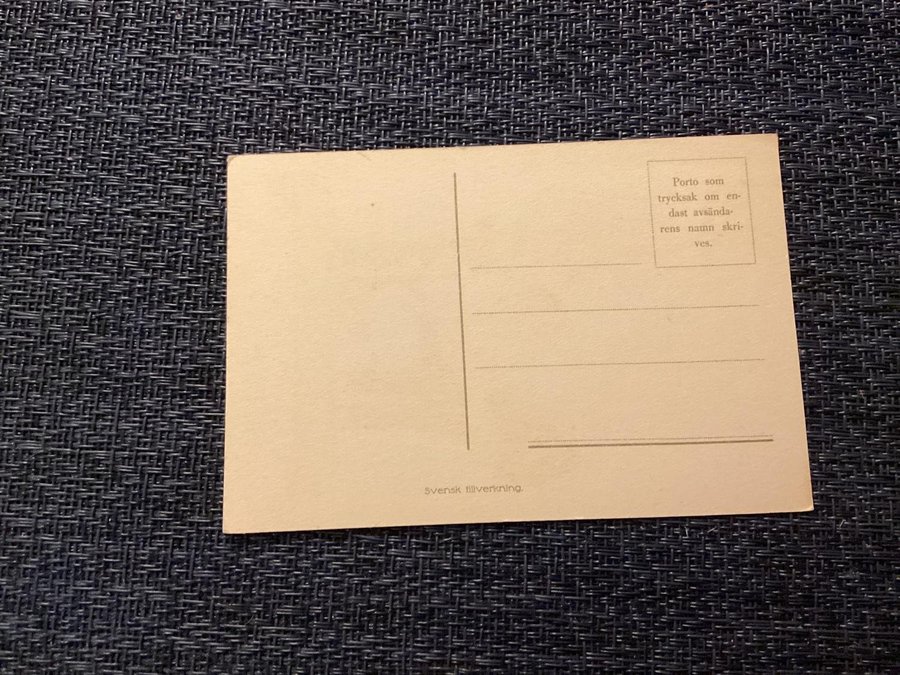 Porto som
trycksak om en-
dast avsända-
rens namn skri-
ves.
Svensk tillverkning.